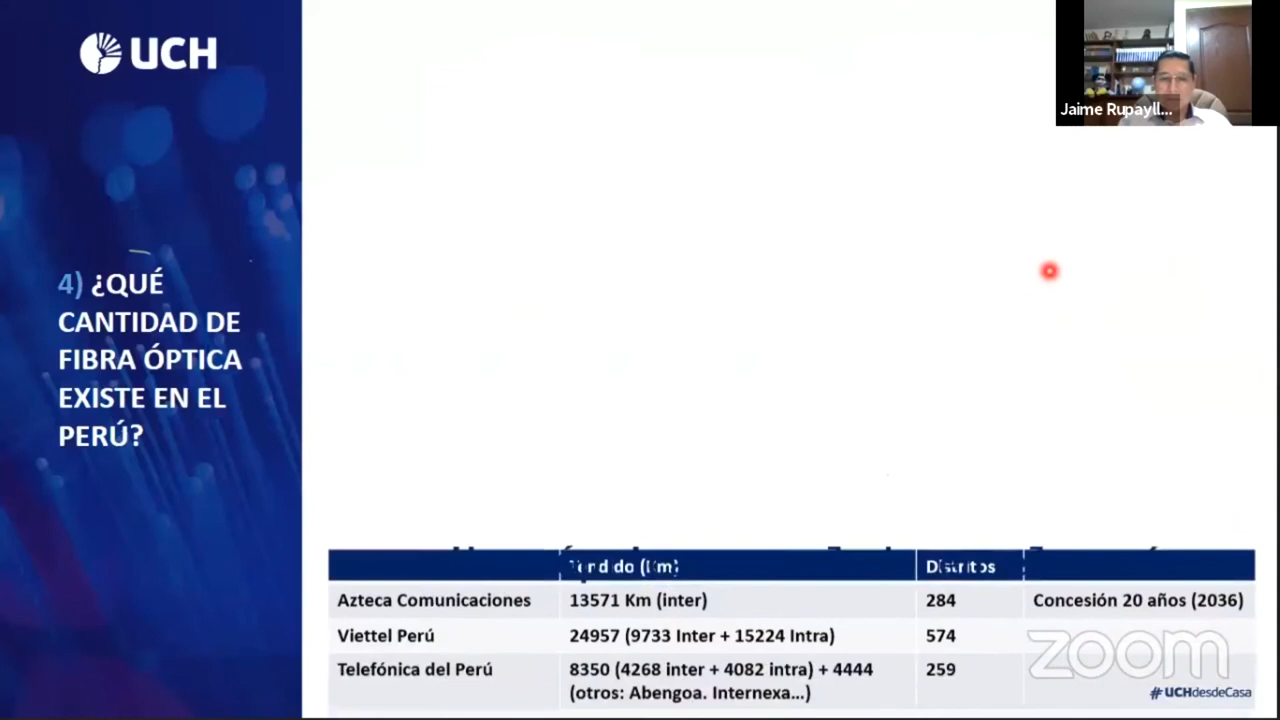 UCH
Jaime Rupayll...
4) ¿QUÉ
CANTIDAD DE
FIBRA ÓPTICA
EXISTE EN EL
PERÚ?
Tendido (Km) Distritos
Azteca Comunicaciones 13571 Km (inter) 284 Concesión 20 años (2036)
Viettel Perú 24957 (9733 Inter + 15224 Intra) 574
Telefónica del Perú 8350 (4268 inter + 4082 intra) + 4444 259
(otros: Abengoa. Internexa...)
zoom
#UCHdesdeCasa